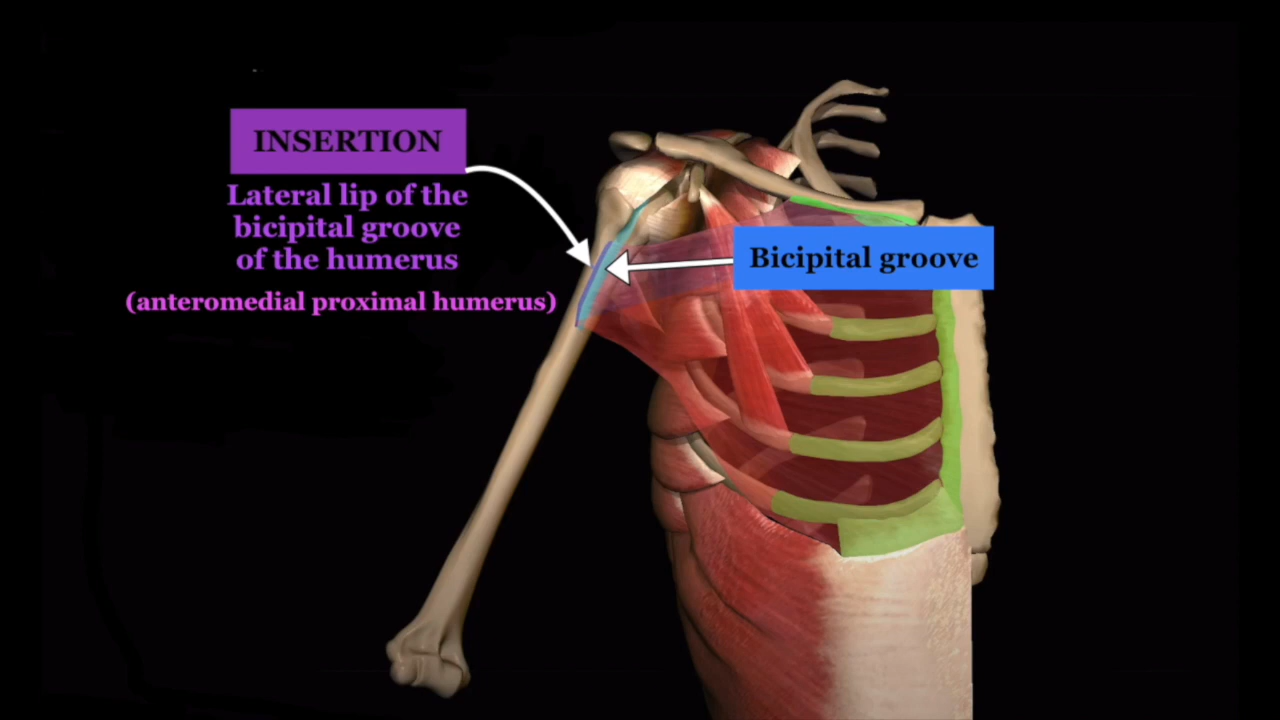 INSERTION
Lateral lip of the
bicipital groove
of the humerus
(anteromedial proximal humerus)
Bicipital groove